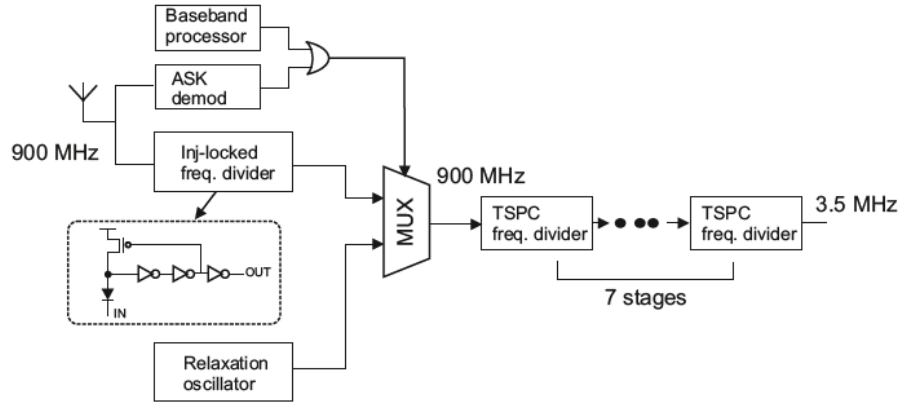 Baseband
processor
ASK
demod
900 MHz
Inj-locked
freq. divider
MUX
900 MHz
TSPC
freq. divider
TSPC
freq. divider
3.5 MHz
7 stages
OUT
IN
Relaxation
oscillator